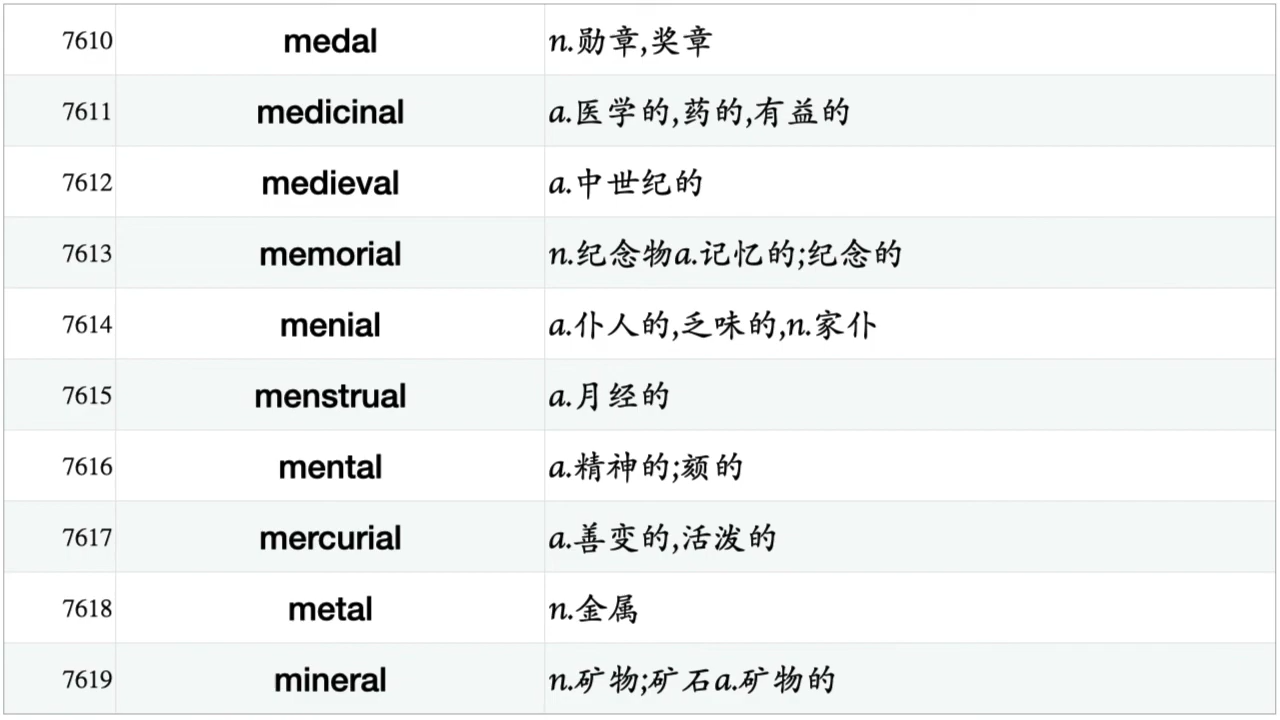 7610 medal n.勋章,奖章
7611 medicinal a.医学的,药的,有益的
7612 medieval a.中世纪的
7613 memorial n.纪念物a.记忆的;纪念的
7614 menial a.仆人的,乏味的,n.家仆
7615 menstrual a.月经的
7616 mental a.精神的;颏的
7617 mercurial a.善变的,活泼的
7618 metal n.金属
7619 mineral n.矿物;矿石a.矿物的